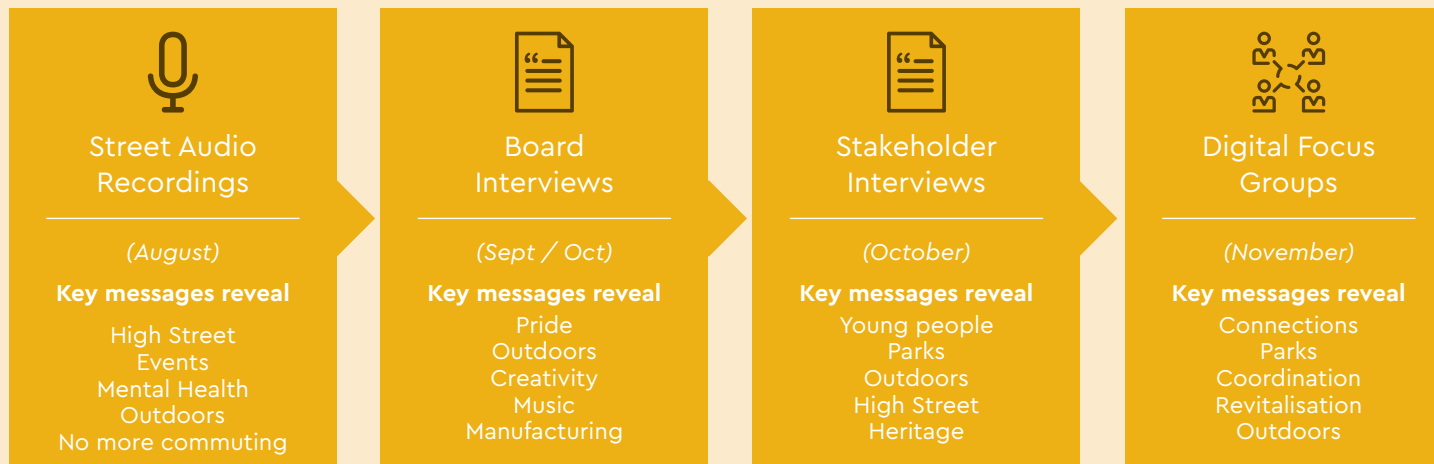 Street Audio
Recordings
(August)
Key messages reveal
High Street
Events
Mental Health
Outdoors
No more commuting
Board
Interviews
(Sept / Oct)
Key messages reveal
Pride
Outdoors
Creativity
Music
Manufacturing
Stakeholder
Interviews
(October)
Key messages reveal
Young people
Parks
Outdoors
High Street
Heritage
Digital Focus
Groups
(November)
Key messages reveal
Connections
Parks
Coordination
Revitalisation
Outdoors